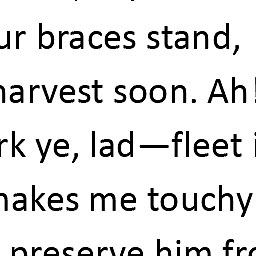 ur braces stand,
harvest soon. Ah!
rk ye, lad—fleet i
makes me touchy
preserve him fro